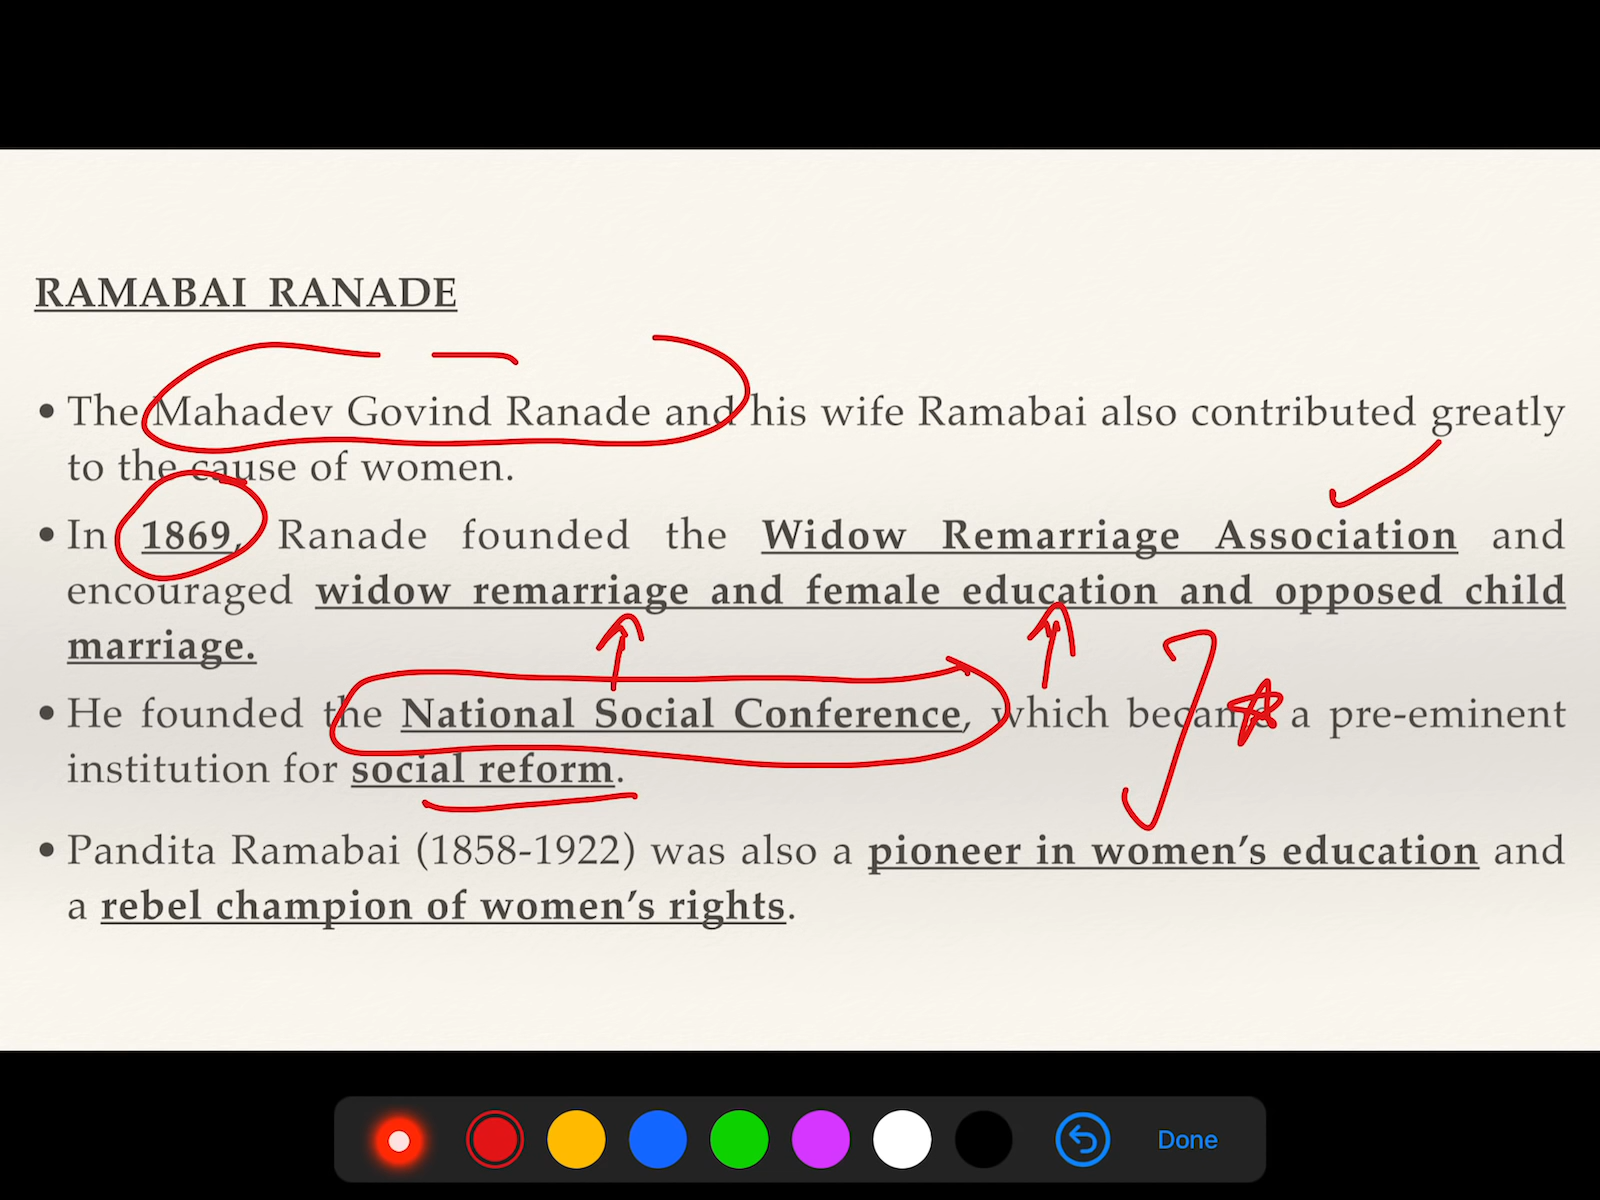 RAMABAI RANADE
• The Mahadev Govind Ranade and his wife Ramabai also contributed greatly
to the cause of women.
• In 1869, Ranade founded the Widow Remarriage Association and
encouraged widow remarriage and female education and opposed child
marriage.
• He founded the National Social Conference, which became a pre-eminent
institution for social reform.
• Pandita Ramabai (1858-1922) was also a pioneer in women’s education and
a rebel champion of women’s rights.
Done